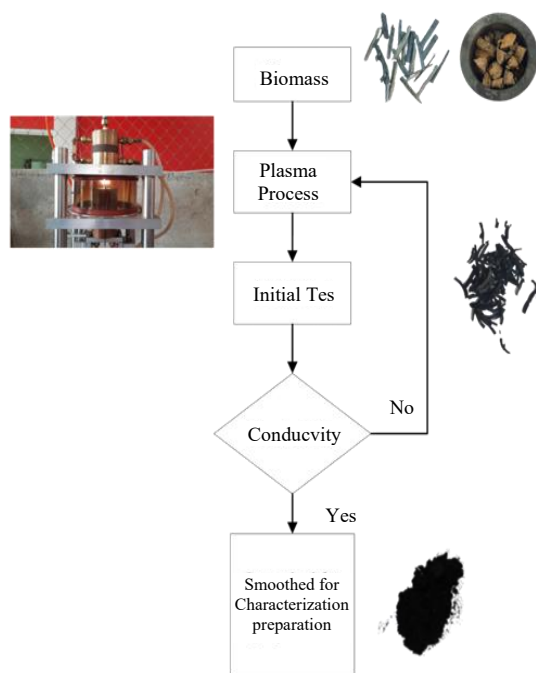 Biomass
Plasma
Process
Initial Tes
Conducvity
No
Yes
Smoothed for
Characterization
preparation